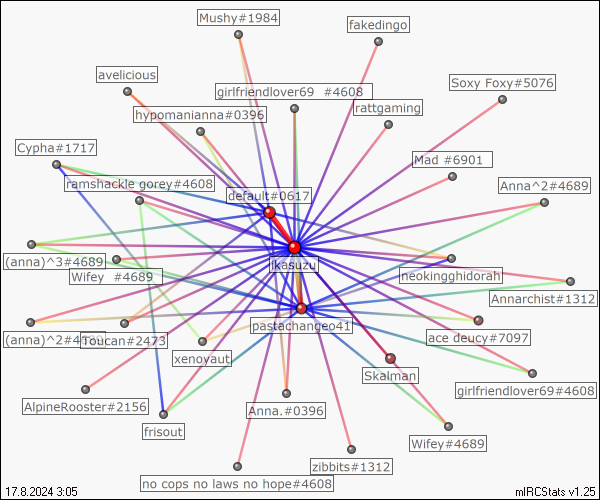 Mushy#1984
fakedingo
avelicious
girlfriendlover69 #4608
Soxy Foxy#5076
hypomanianna#0396
rattgaming
Cypha#1717
Mad #6901
ramshackle gorey#4608
Anna^2#4689
default#0617
(anna)^3#4689
ikasuzu
Wifey #4689
neokingghidorah
Annarchist#1312
pastachangeo41
(anna)^2#4689
Toucan#2473
ace deucy#7097
xenoyaut
Skalman
girlfriendlover69#4608
AlpineRooster#2156
Anna.#0396
frisout
Wifey#4689
zibbits#1312
no cops no laws no hope#4608
17.8.2024 3:05
mIRCStats v1.25